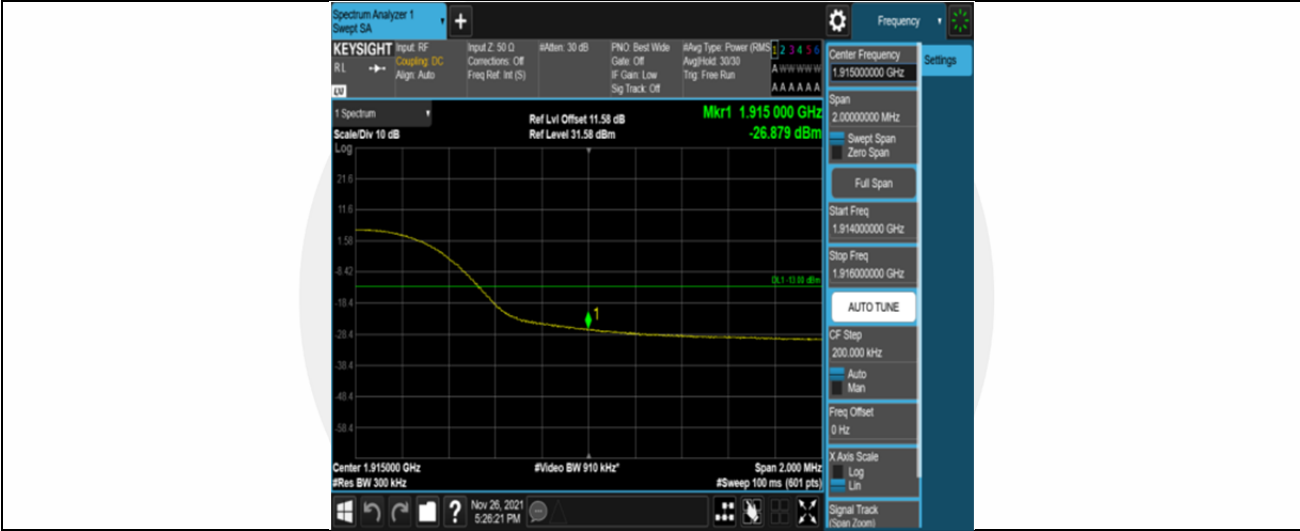 Spectrum Analyzer 1
Swept SA
+
Frequency
KEYSIGHT
RL
Input: RF
Coupling: DC
Align: Auto
Input Z: 50 Ω
Corrections: Off
Freq Ref: Int (S)
#Atten: 30 dB
PNO: Best Wide
Gate: Off
IF Gain: Low
Sig Track: Off
#Avg Type: Power (RMS
Avg|Hold: 30/30
Trig: Free Run
1 2 3 4 5 6
A W W W W W
A A A A A A
Center Frequency
1.915000000 GHz
Settings
Span
2.00000000 MHz
Swept Span
Zero Span
Full Span
Start Freq
1.914000000 GHz
Stop Freq
1.916000000 GHz
AUTO TUNE
CF Step
200.000 kHz
Auto
Man
Freq Offset
0 Hz
X Axis Scale
Log
Lin
Signal Track
(Span Zoom)
1 Spectrum
Scale/Div 10 dB
Log
Ref Lvl Offset 11.58 dB
Ref Level 31.58 dBm
Mkr1 1.915 000 GHz
-26.879 dBm
21.6
11.6
1.58
-8.42
-18.4
-28.4
-38.4
-48.4
-58.4
DL1 -13.00 dBm
1
Center 1.915000 GHz
#Res BW 300 kHz
#Video BW 910 kHz*
Span 2.000 MHz
#Sweep 100 ms (601 pts)
?
Nov 26, 2021
5:26:21 PM